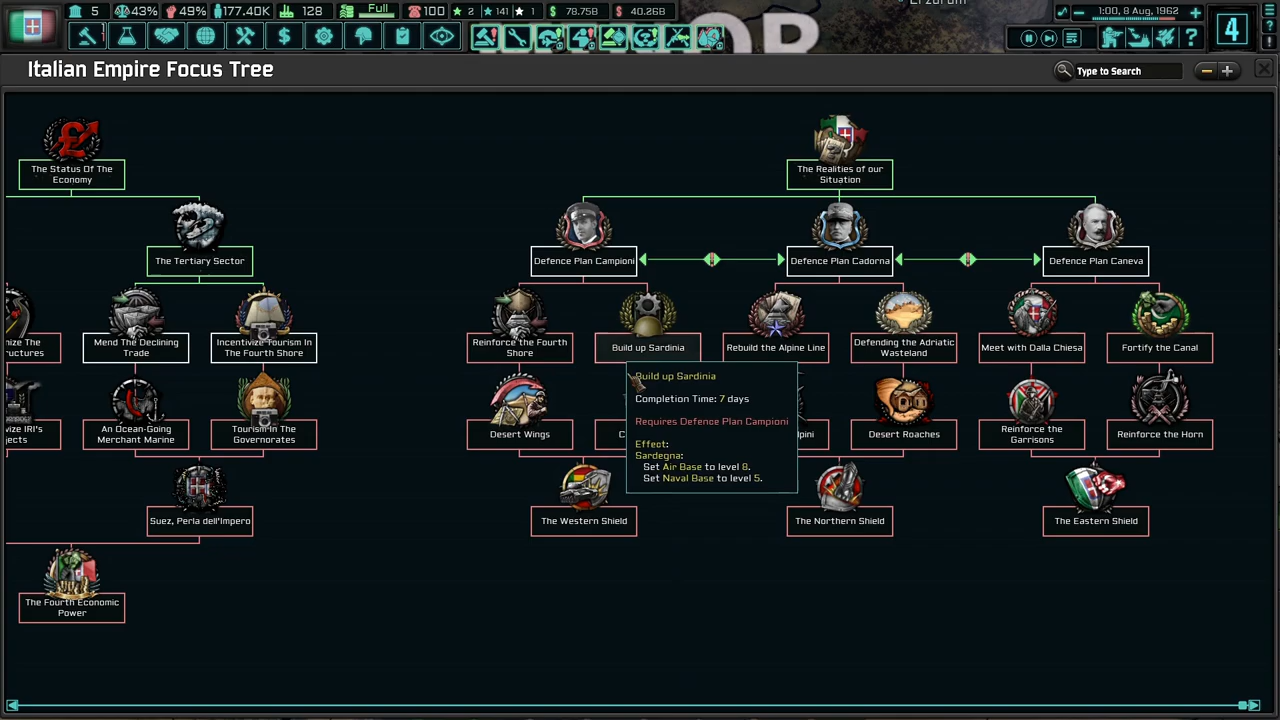 5 43% 49% 177.40K 128 Full 100 2 141 1 $ 78.75B $ 40.26B
1:00, 8 Aug, 1962
4
Italian Empire Focus Tree
Type to Search
The Status Of The
Economy
The Realities of our
Situation
The Tertiary Sector
Defence Plan Campioni
Defence Plan Cadorna
Defence Plan Caneva
Mend The Declining
Trade
Incentivize Tourism In
The Fourth Shore
Reinforce the Fourth
Shore
Build up Sardinia
Rebuild the Alpine Line
Defending the Adriatic
Wasteland
Meet with Dalla Chiesa
Fortify the Canal
Build up Sardinia
Completion Time: 7 days
Requires Defence Plan Campioni
Effect:
Sardegna:
Set Air Base to level 8.
Set Naval Base to level 5.
An Ocean-Going
Merchant Marine
Tourism In The
Governorates
Desert Wings
Desert Roaches
Reinforce the
Garrisons
Reinforce the Horn
Suez, Perla dell'Impero
The Western Shield
The Northern Shield
The Eastern Shield
The Fourth Economic
Power